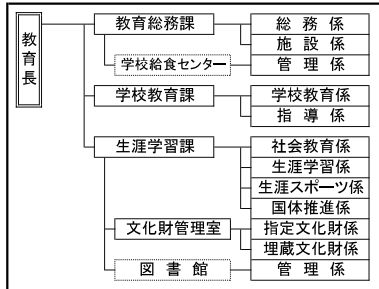 教育長
教育総務課
総務係
施設係
学校給食センター
管理係
学校教育課
学校教育係
指導係
生涯学習課
社会教育係
生涯学習係
生涯スポーツ係
国体推進係
文化財管理室
指定文化財係
埋蔵文化財係
図書館
管理係